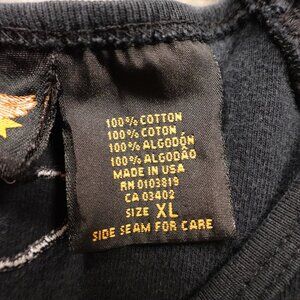 100% COTTON
100% COTON
100% ALGODÓN
100% ALGODÃO
MADE IN USA
RN 0103819
CA 03402
SIZE XL
SIDE SEAM FOR CARE